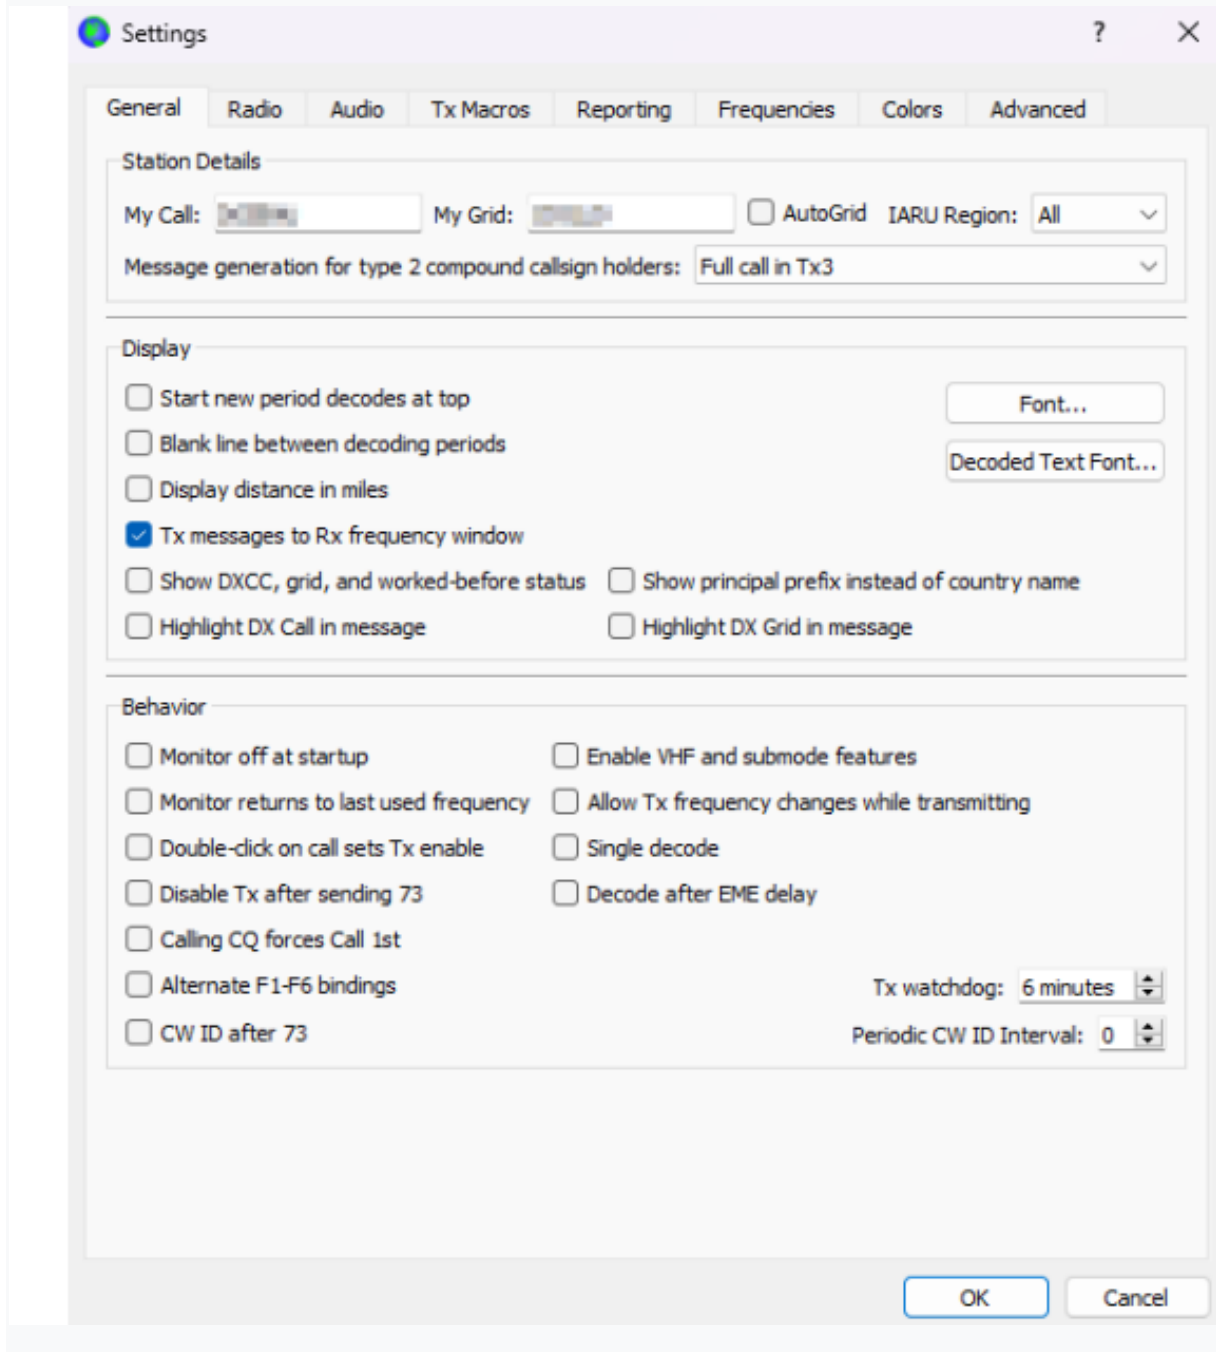 Settings ?
General Radio Audio Tx Macros Reporting Frequencies Colors Advanced
Station Details
My Call: My Grid: AutoGrid IARU Region: All
Message generation for type 2 compound callsign holders: Full call in Tx3
Display
Start new period decodes at top
Font...
Blank line between decoding periods
Decoded Text Font...
Display distance in miles
Tx messages to Rx frequency window
Show DXCC, grid, and worked-before status Show principal prefix instead of country name
Highlight DX Call in message Highlight DX Grid in message
Behavior
Monitor off at startup Enable VHF and submode features
Monitor returns to last used frequency Allow Tx frequency changes while transmitting
Double-click on call sets Tx enable Single decode
Disable Tx after sending 73 Decode after EME delay
Calling CQ forces Call 1st
Alternate F1-F6 bindings Tx watchdog: 6 minutes
CW ID after 73 Periodic CW ID Interval: 0
OK Cancel